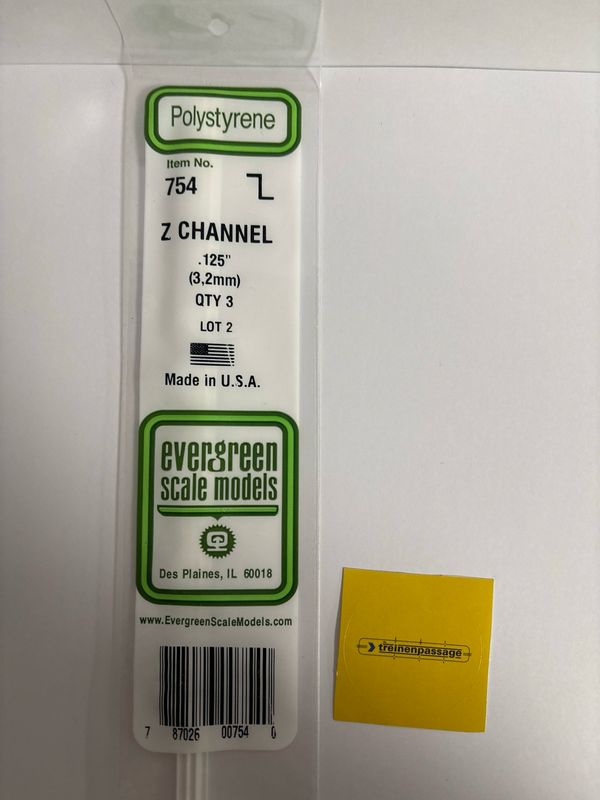 Polystyrene
Item No.
754
Z CHANNEL
.125"
(3,2mm)
QTY 3
LOT 2
Made in U.S.A.
evergreen
scale models
Des Plaines, IL 60018
www.EvergreenScaleModels.com
7 87026 00754 0
treinenpassage